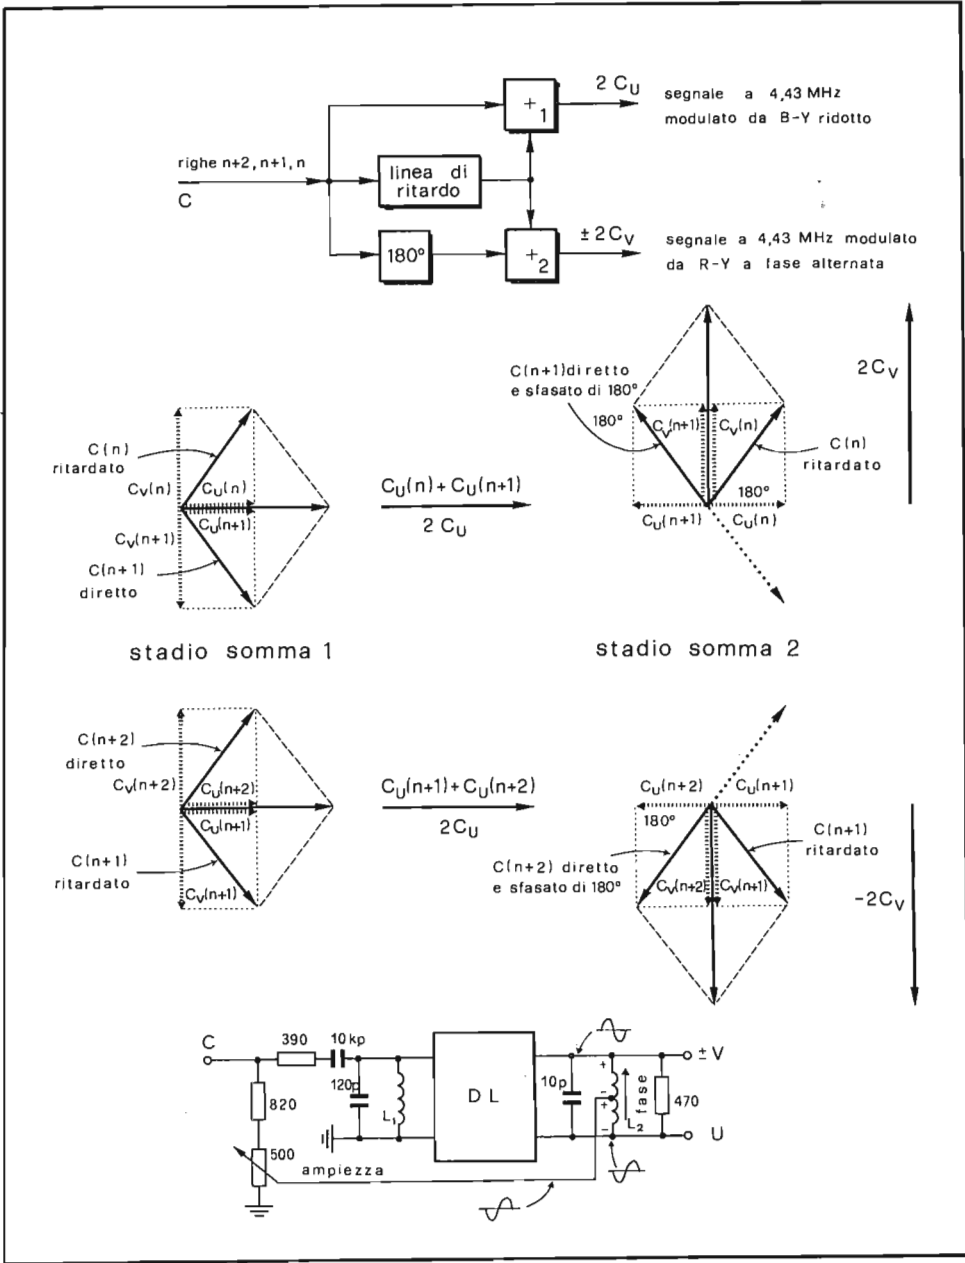 2 C_U
segnale a 4,43 MHz
modulato da B-Y ridotto
+1
righe n+2, n+1, n
C
linea di
ritardo
180°
+2
± 2C_V
segnale a 4,43 MHz modulato
da R-Y a fase alternata
C(n)
ritardato
C_V(n)
C_U(n)
C_U(n+1)
C_V(n+1)
C(n+1)
diretto
C_U(n) + C_U(n+1)
2 C_U
C(n+1)diretto
e sfasato di 180°
180°
C_V(n+1)
C_V(n)
C(n)
ritardato
180°
C_U(n+1)
C_U(n)
2C_V
stadio somma 1
stadio somma 2
C(n+2)
diretto
C_V(n+2)
C_U(n+2)
C_U(n+1)
C(n+1)
ritardato
C_V(n+1)
C_U(n+1) + C_U(n+2)
2C_U
C_U(n+2)
C_U(n+1)
180°
C(n+1)
ritardato
C(n+2) diretto
e sfasato di 180°
C_V(n+2)
C_V(n+1)
-2C_V
C
390
10 kp
120p
820
L1
500
ampiezza
DL
10p
+
-
+
-
fase
L2
470
± V
U